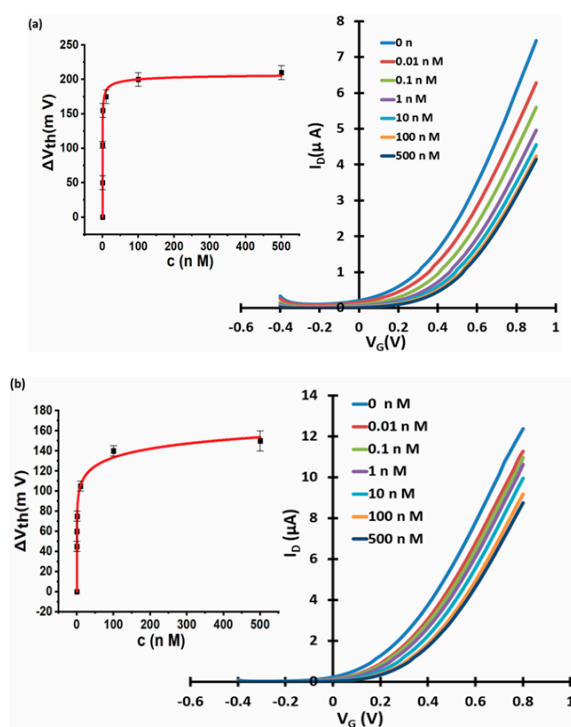 (a)
250
200
150
100
50
0
ΔVth(m V)
0 100 200 300 400 500
c (n M)
8
7
6
5
4
3
2
1
0
I_D(μ A)
0 n
0.01 n M
0.1 n M
1 n M
10 n M
100 n M
500 n M
-0.6 -0.4 -0.2 0 0.2 0.4 0.6 0.8 1
V_G(V)
(b)
180
160
140
120
100
80
60
40
20
0
-20
ΔVth(m V)
0 100 200 300 400 500
c (n M)
14
12
10
8
6
4
2
0
I_D (μA)
0 n M
0.01 n M
0.1 n M
1 n M
10 n M
100 n M
500 n M
-0.6 -0.4 -0.2 0 0.2 0.4 0.6 0.8 1
V_G (V)